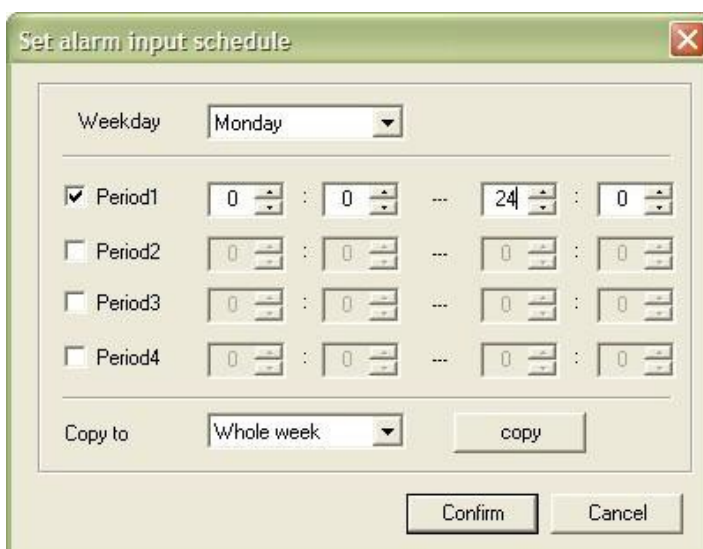 Set alarm input schedule
Weekday Monday
Period1 0 : 0 --- 24 : 0
Period2 0 : 0 --- 0 : 0
Period3 0 : 0 --- 0 : 0
Period4 0 : 0 --- 0 : 0
Copy to Whole week copy
Confirm Cancel